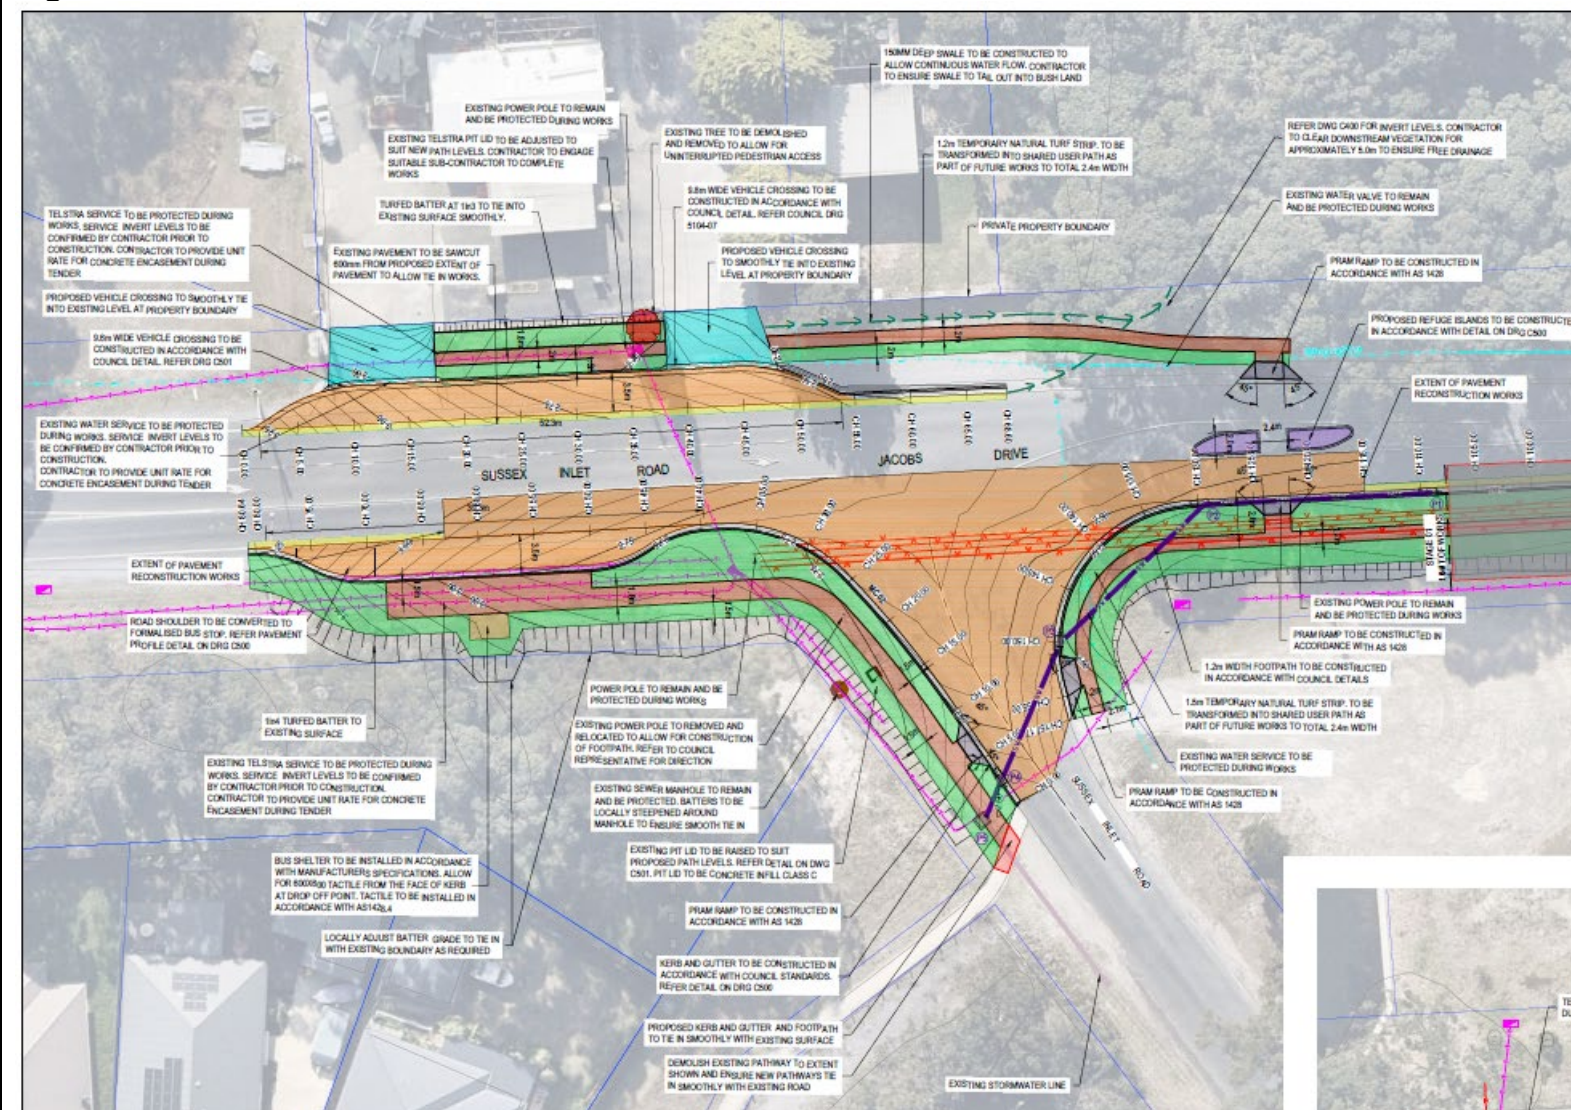 150MM DEEP SWALE TO BE CONSTRUCTED TO
ALLOW CONTINUOUS WATER FLOW. CONTRACTOR
TO ENSURE SWALE TO TAIL OUT INTO BUSH LAND
EXISTING POWER POLE TO REMAIN
AND BE PROTECTED DURING WORKS
EXISTING TELSTRA PIT LID TO BE ADJUSTED TO
SUIT NEW PATH LEVELS. CONTRACTOR TO ENGAGE
SUITABLE SUB-CONTRACTOR TO COMPLETE
WORKS
EXISTING TREE TO BE DEMOLISHED
AND REMOVED TO ALLOW FOR
UNINTERRUPTED PEDESTRIAN ACCESS
1.2m TEMPORARY NATURAL TURF STRIP. TO BE
TRANSFORMED INTO SHARED USER PATH AS
PART OF FUTURE WORKS TO TOTAL 2.4m WIDTH
REFER DWG C400 FOR INVERT LEVELS. CONTRACTOR
TO CLEAR DOWNSTREAM VEGETATION FOR
APPROXIMATELY 5.0m TO ENSURE FREE DRAINAGE
TURFED BATTER AT 1in3 TO TIE INTO
EXISTING SURFACE SMOOTHLY.
9.8m WIDE VEHICLE CROSSING TO BE
CONSTRUCTED IN ACCORDANCE WITH
COUNCIL DETAIL. REFER COUNCIL DRG
5104-07
EXISTING WATER VALVE TO REMAIN
AND BE PROTECTED DURING WORKS
TELSTRA SERVICE TO BE PROTECTED DURING
WORKS. SERVICE INVERT LEVELS TO BE
CONFIRMED BY CONTRACTOR PRIOR TO
CONSTRUCTION. CONTRACTOR TO PROVIDE UNIT
RATE FOR CONCRETE ENCASEMENT DURING
TENDER
EXISTING PAVEMENT TO BE SAWCUT
600mm FROM PROPOSED EXTENT OF
PAVEMENT TO ALLOW TIE IN WORKS.
PROPOSED VEHICLE CROSSING
TO SMOOTHLY TIE INTO EXISTING
LEVEL AT PROPERTY BOUNDARY
PRIVATE PROPERTY BOUNDARY
PRAM RAMP TO BE CONSTRUCTED IN
ACCORDANCE WITH AS 1428
PROPOSED VEHICLE CROSSING TO SMOOTHLY TIE
INTO EXISTING LEVEL AT PROPERTY BOUNDARY
PROPOSED REFUGE ISLANDS TO BE CONSTRUCTE
IN ACCORDANCE WITH DETAIL ON DRG C500
WIDE VEHICLE CROSSING TO BE
CONSTRUCTED IN ACCORDANCE WITH
COUNCIL DETAIL. REFER DRG C501
EXTENT OF PAVEMENT
RECONSTRUCTION WORKS
EXISTING WATER SERVICE TO BE PROTECTED
DURING WORKS. SERVICE INVERT LEVELS TO
BE CONFIRMED BY CONTRACTOR PRIOR TO
CONSTRUCTION.
CONTRACTOR TO PROVIDE UNIT RATE FOR
CONCRETE ENCASEMENT DURING TENDER
52.3m
2.4m
SUSSEX INLET ROAD
JACOBS DRIVE
EXTENT OF PAVEMENT
RECONSTRUCTION WORKS
STAGE 01
ROAD SHOULDER TO BE CONVERTED TO
FORMALISED BUS STOP. REFER PAVEMENT
PROFILE DETAIL ON DRG C500
EXISTING POWER POLE TO REMAIN
AND BE PROTECTED DURING WORKS
PRAM RAMP TO BE CONSTRUCTED IN
ACCORDANCE WITH AS 1428
1.2m WIDTH FOOTPATH TO BE CONSTRUCTED
IN ACCORDANCE WITH COUNCIL DETAILS
POWER POLE TO REMAIN AND BE
PROTECTED DURING WORKS
TEMPORARY NATURAL TURF STRIP. TO BE
TRANSFORMED INTO SHARED USER PATH AS
PART OF FUTURE WORKS TO TOTAL 2.4m WIDTH
1in4 TURFED BATTER TO
EXISTING SURFACE
EXISTING POWER POLE TO REMOVED AND
RELOCATED TO ALLOW FOR CONSTRUCTION
OF FOOTPATH. REFER TO COUNCIL
REPRESENTATIVE FOR DIRECTION
EXISTING WATER SERVICE TO BE
PROTECTED DURING WORKS
EXISTING TELSTRA SERVICE TO BE PROTECTED DURING
WORKS. SERVICE INVERT LEVELS TO BE CONFIRMED
BY CONTRACTOR PRIOR TO CONSTRUCTION.
CONTRACTOR TO PROVIDE UNIT RATE FOR CONCRETE
ENCASEMENT DURING TENDER
EXISTING SEWER MANHOLE TO REMAIN
AND BE PROTECTED. BATTERS TO BE
LOCALLY STEEPENED AROUND
MANHOLE TO ENSURE SMOOTH TIE IN
PRAM RAMP TO BE CONSTRUCTED IN
ACCORDANCE WITH AS 1428
SUSSEX INLET ROAD
EXISTING PIT LID TO BE RAISED TO SUIT
PROPOSED PATH LEVELS. REFER DETAIL ON DWG
C501. PIT LID TO BE CONCRETE INFILL CLASS C
BUS SHELTER TO BE INSTALLED IN ACCORDANCE
WITH MANUFACTURERS SPECIFICATIONS. ALLOW
FOR 600X600 TACTILE FROM THE FACE OF KERB
AT DROP OFF POINT. TACTILE TO BE INSTALLED IN
ACCORDANCE WITH AS1428.4
PRAM RAMP TO BE CONSTRUCTED IN
ACCORDANCE WITH AS 1428
LOCALLY ADJUST BATTER GRADE TO TIE IN
WITH EXISTING BOUNDARY AS REQUIRED
KERB AND GUTTER TO BE CONSTRUCTED IN
ACCORDANCE WITH COUNCIL STANDARDS.
REFER DETAIL ON DRG C500
PROPOSED KERB AND GUTTER AND FOOTPATH
TO TIE IN SMOOTHLY WITH EXISTING SURFACE
DEMOLISH EXISTING PATHWAY TO EXTENT
SHOWN AND ENSURE NEW PATHWAYS TIE
IN SMOOTHLY WITH EXISTING ROAD
EXISTING STORMWATER LINE